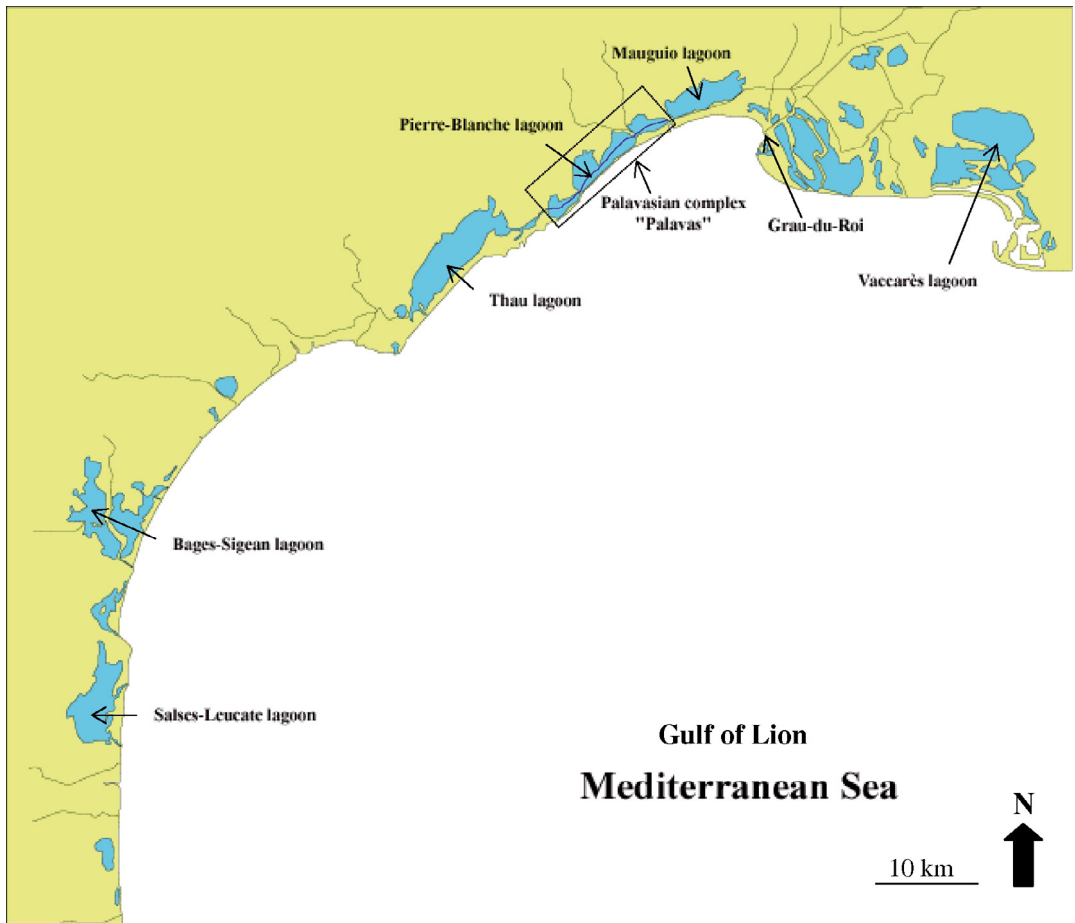 Mauguio lagoon
Pierre-Blanche lagoon
Palavasian complex
"Palavas"
Grau-du-Roi
Vaccarès lagoon
Thau lagoon
Bages-Sigean lagoon
Salses-Leucate lagoon
Gulf of Lion
Mediterranean Sea
N
10 km